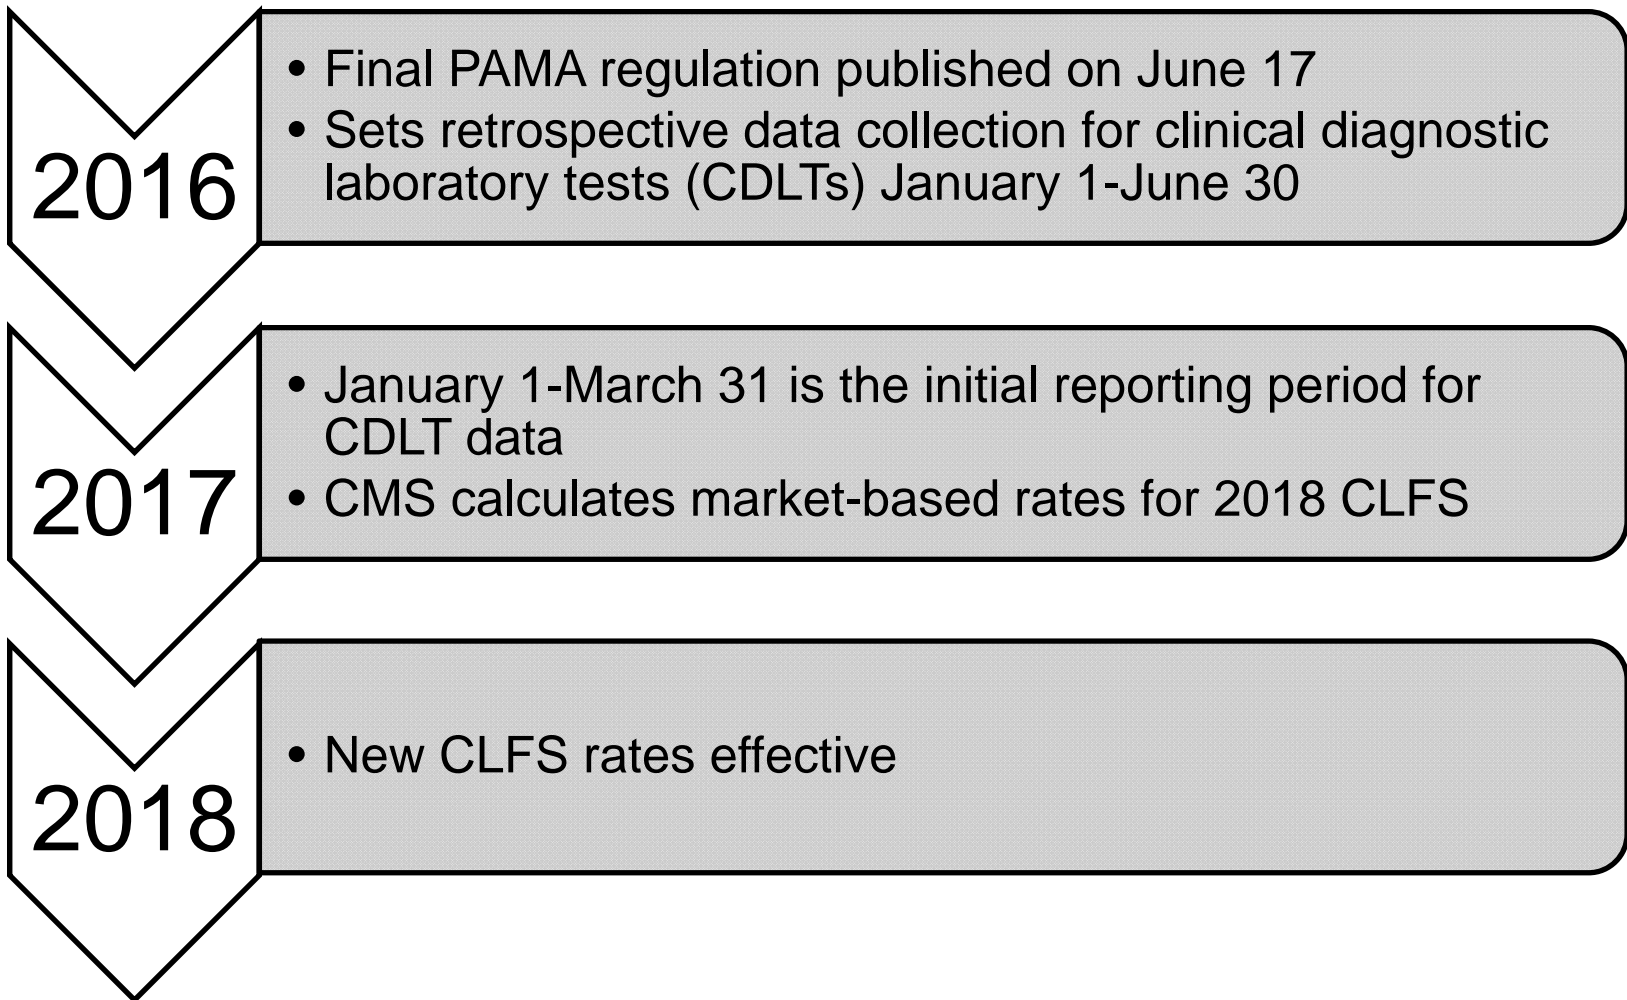 2016
• Final PAMA regulation published on June 17
• Sets retrospective data collection for clinical diagnostic
laboratory tests (CDLTs) January 1-June 30
2017
• January 1-March 31 is the initial reporting period for
CDLT data
• CMS calculates market-based rates for 2018 CLFS
2018
• New CLFS rates effective